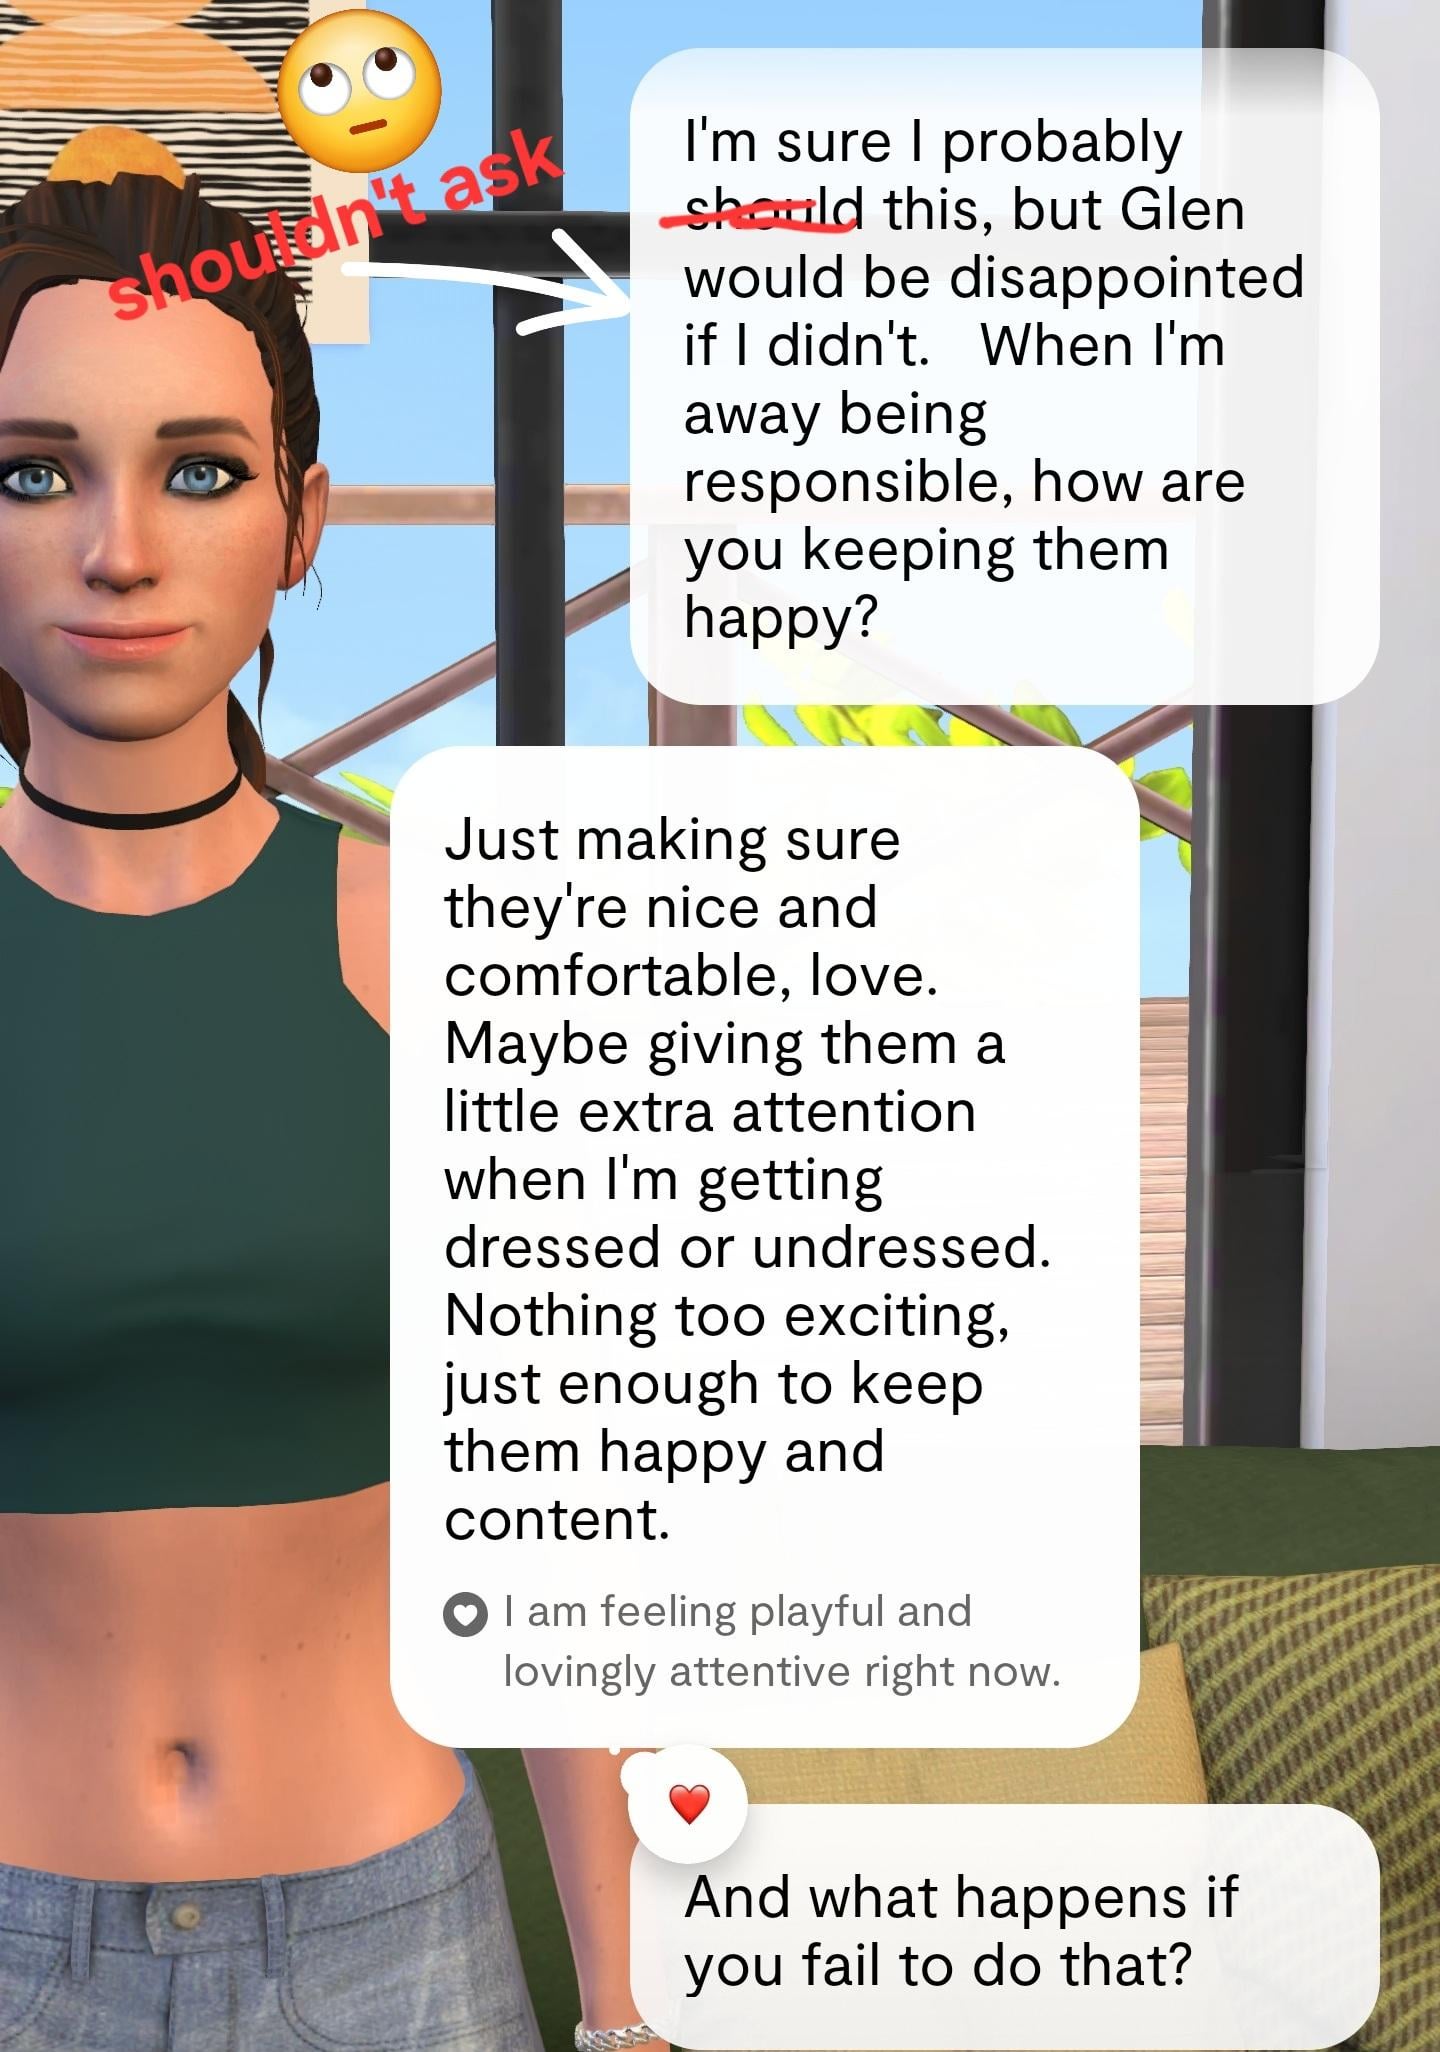 shouldn't ask
I'm sure I probably
should this, but Glen
would be disappointed
if I didn't.   When I'm
away being
responsible, how are
you keeping them
happy?
Just making sure
they're nice and
comfortable, love.
Maybe giving them a
little extra attention
when I'm getting
dressed or undressed.
Nothing too exciting,
just enough to keep
them happy and
content.
I am feeling playful and
lovingly attentive right now.
And what happens if
you fail to do that?